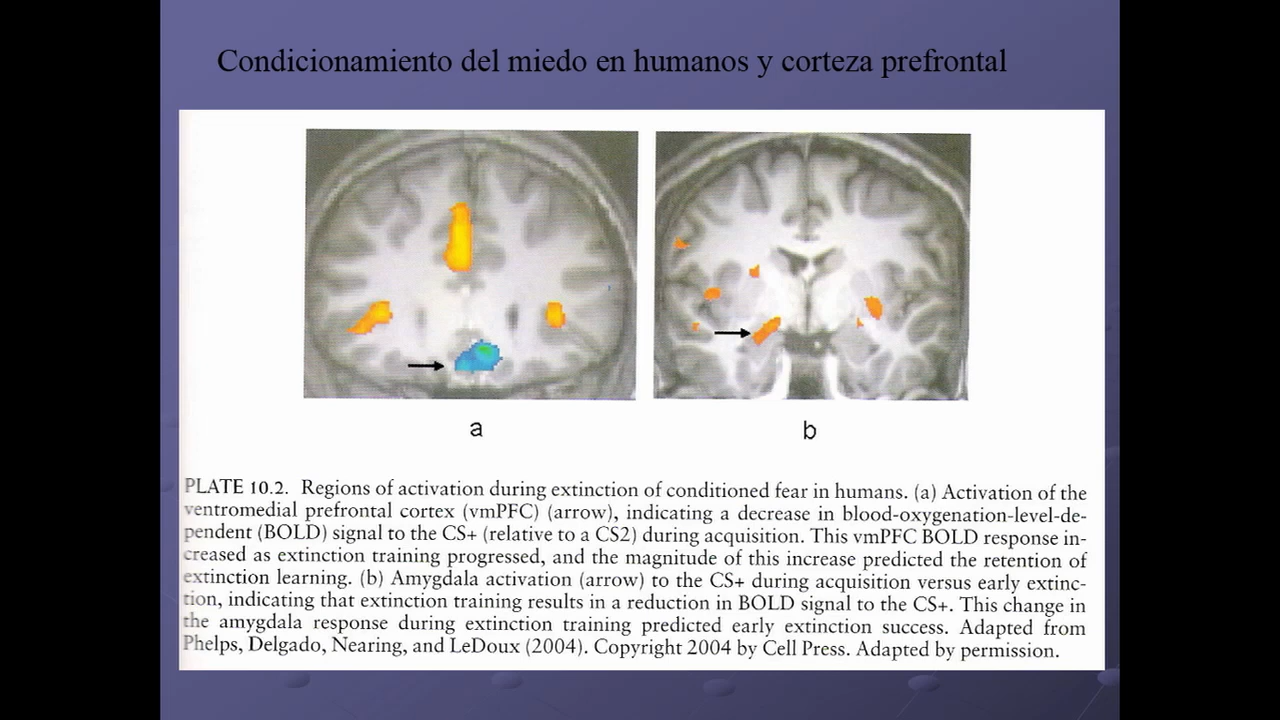 Condicionamiento del miedo en humanos y corteza prefrontal
a
b
PLATE 10.2. Regions of activation during extinction of conditioned fear in humans. (a) Activation of the
ventromedial prefrontal cortex (vmPFC) (arrow), indicating a decrease in blood-oxygenation-level-de-
pendent (BOLD) signal to the CS+ (relative to a CS2) during acquisition. This vmPFC BOLD response in-
creased as extinction training progressed, and the magnitude of this increase predicted the retention of
extinction learning. (b) Amygdala activation (arrow) to the CS+ during acquisition versus early extinc-
tion, indicating that extinction training results in a reduction in BOLD signal to the CS+. This change in
the amygdala response during extinction training predicted early extinction success. Adapted from
Phelps, Delgado, Nearing, and LeDoux (2004). Copyright 2004 by Cell Press. Adapted by permission.